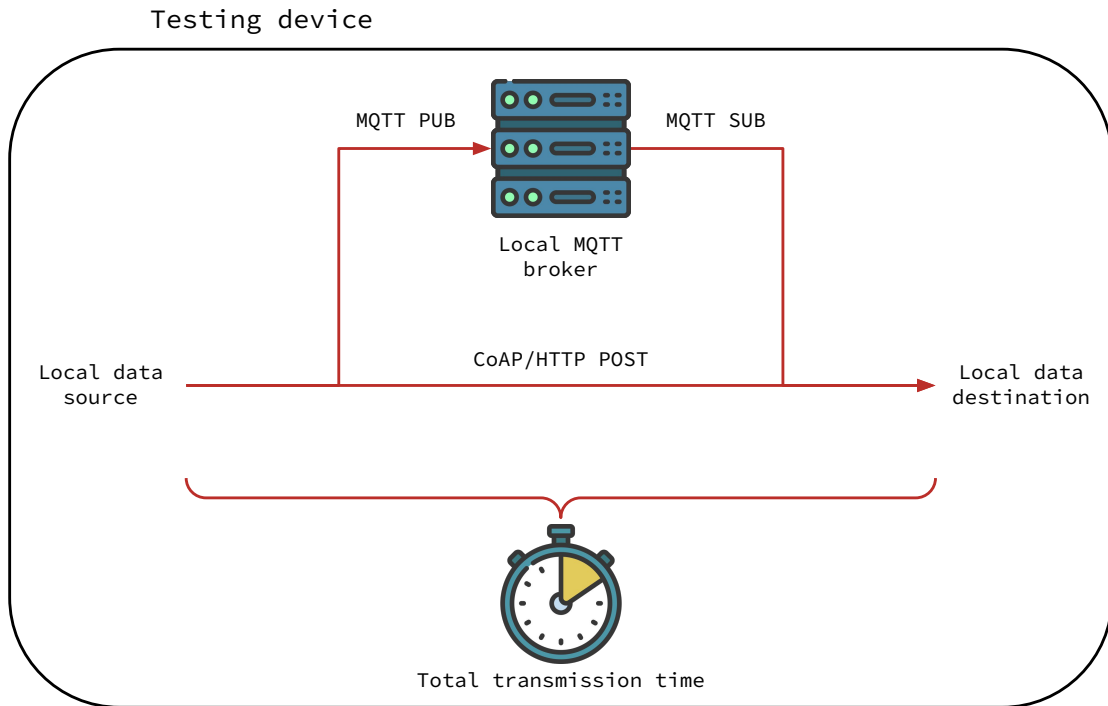 Testing device
MQTT PUB
MQTT SUB
Local MQTT
broker
CoAP/HTTP POST
Local data
source
Local data
destination
Total transmission time